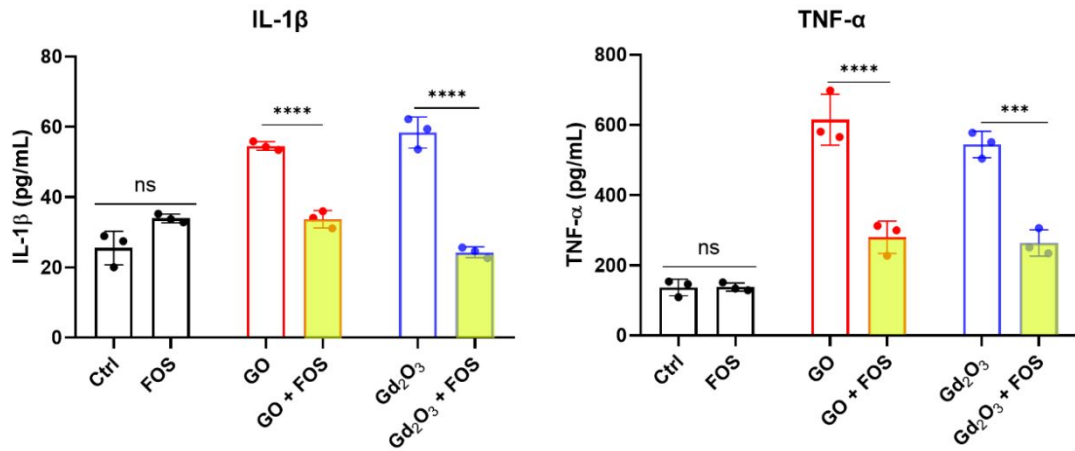 IL-1β
IL-1β (pg/mL)
80
60
40
20
0
ns
****
****
Ctrl
FOS
GO
GO + FOS
Gd₂O₃
Gd₂O₃ + FOS
TNF-α
TNF-α (pg/mL)
800
600
400
200
0
ns
****
***
Ctrl
FOS
GO
GO + FOS
Gd₂O₃
Gd₂O₃ + FOS